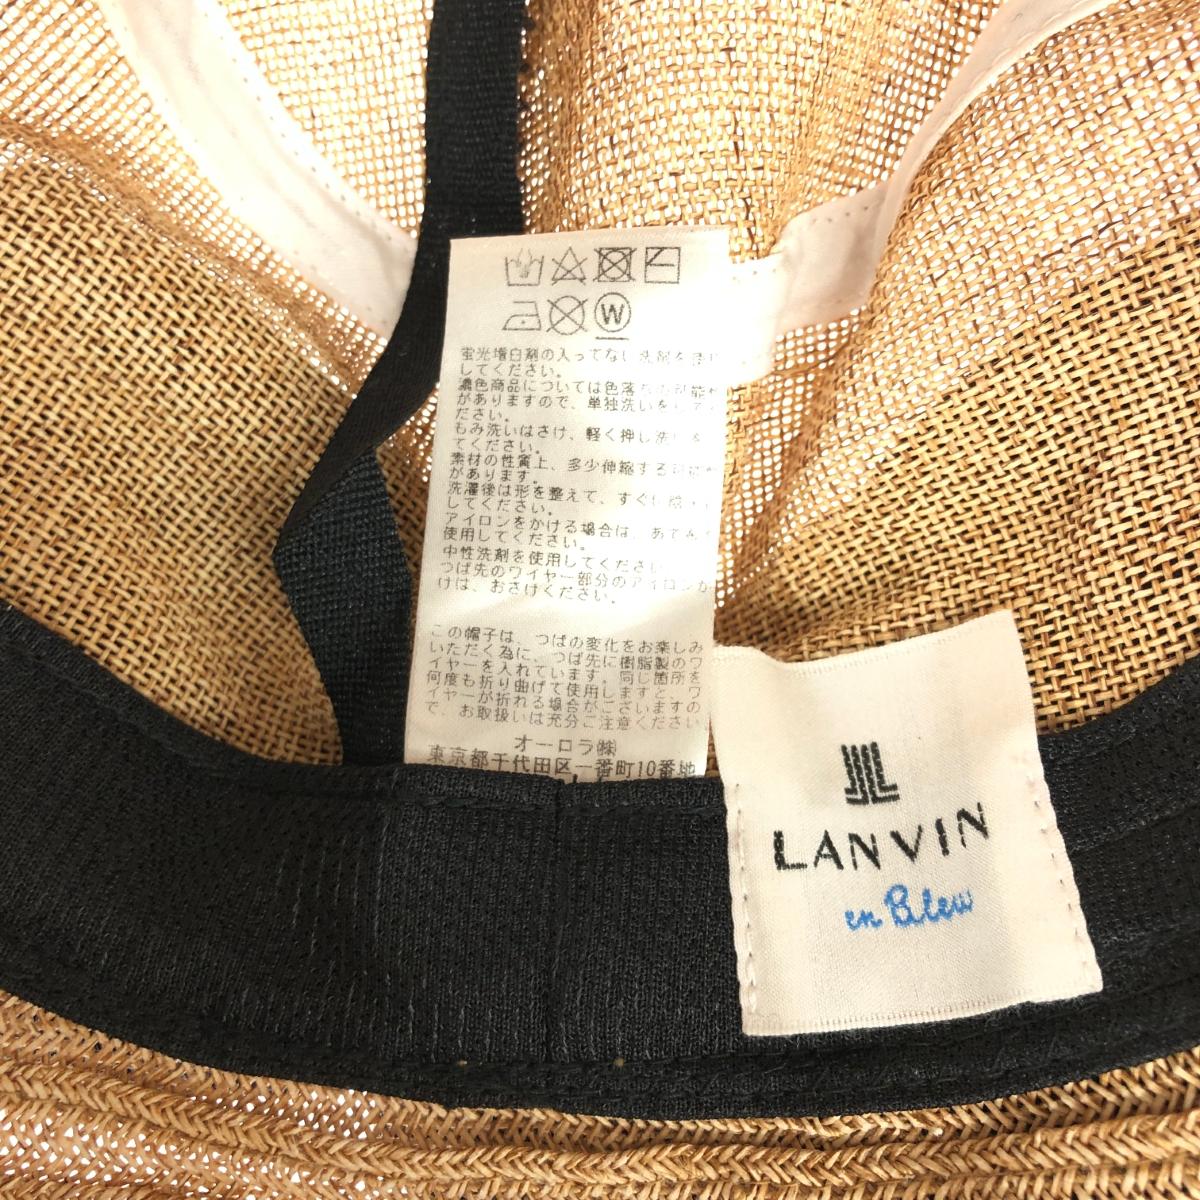 W
蛍光増白剤の入ってない洗剤を
してください。
濃色商品については色落ちの可能
がありますので、単独洗いをして
ださい。
もみ洗いはさけ、軽く押し洗い
てください。
素材の性質上、多少伸縮する可能
があります。
洗濯後は形を整えて、すぐに陰
してください。
アイロンをかける場合は、あて
使用してください。
中性洗剤を使用してください
つば先のワイヤー部分のアイロンが
けは、おさけください。
この帽子は、つばの変化をお楽しみ
いただく為に、つば先に樹脂製のワ
イヤーを入れています。同じ箇所を
何度も折り曲げて使用しますと、ワ
イヤーが折れる場合がございますの
で、お取扱いは充分ご注意ください。
オーロラ㈱
東京都千代田区一番町10番地
LANVIN
en Bleu